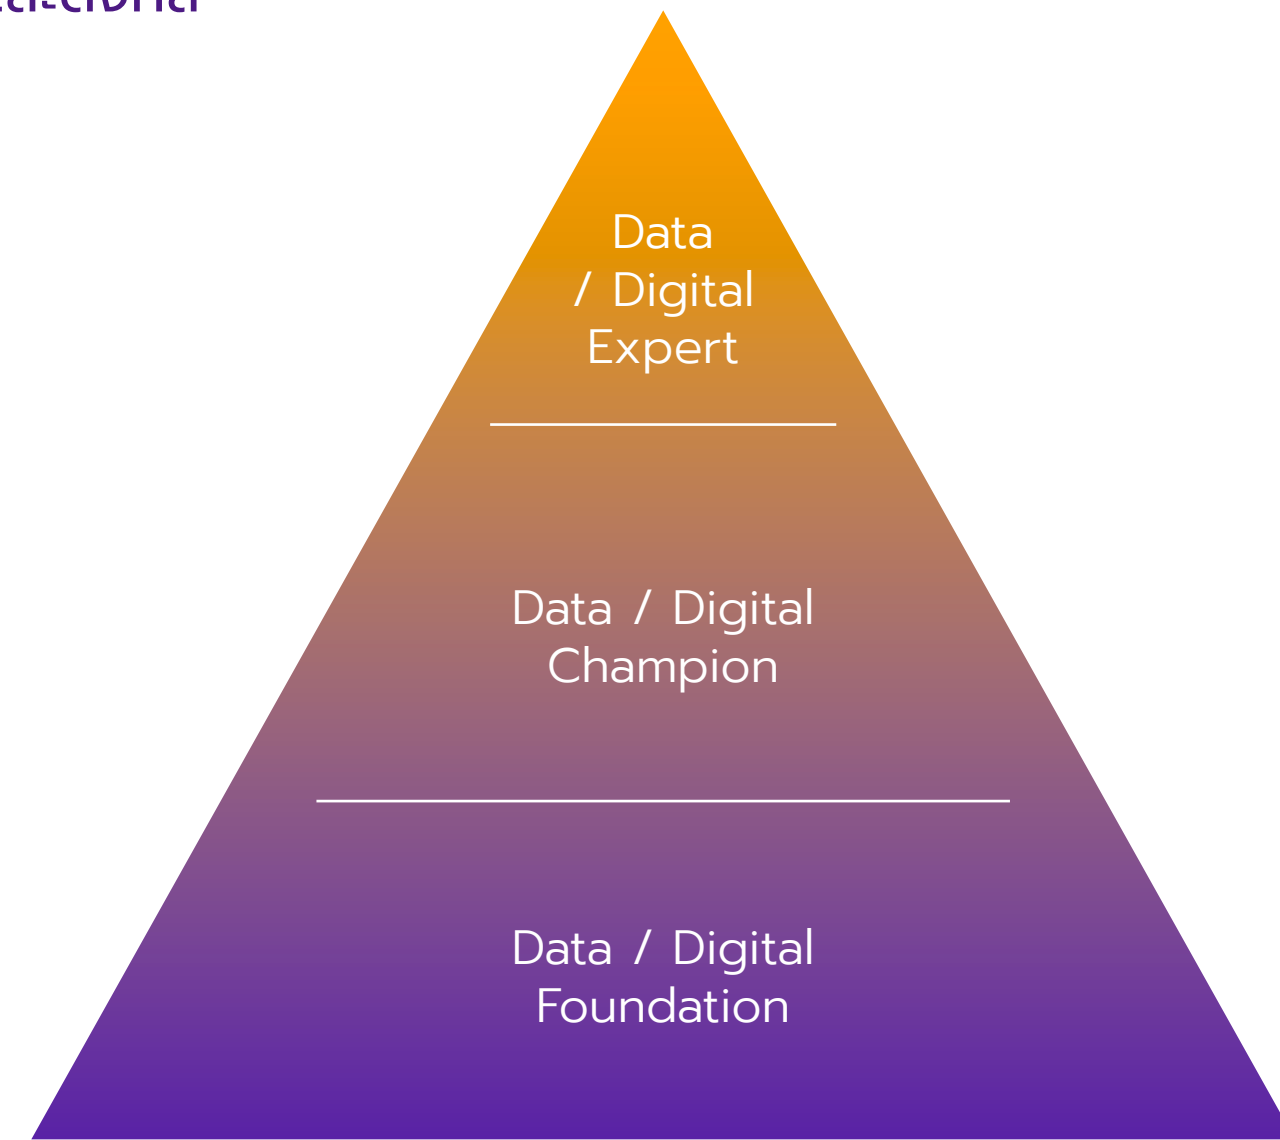 Data
/ Digital
Expert
Data / Digital
Champion
Data / Digital
Foundation